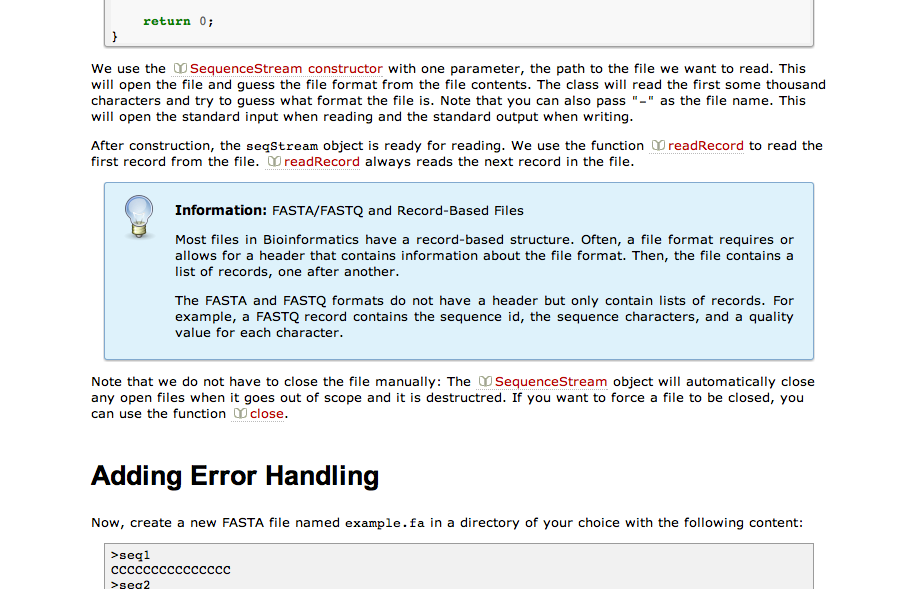 return 0;
}
We use the SequenceStream constructor with one parameter, the path to the file we want to read. This
will open the file and guess the file format from the file contents. The class will read the first some thousand
characters and try to guess what format the file is. Note that you can also pass "-" as the file name. This
will open the standard input when reading and the standard output when writing.
After construction, the seqStream object is ready for reading. We use the function readRecord to read the
first record from the file. readRecord always reads the next record in the file.
Information: FASTA/FASTQ and Record-Based Files
Most files in Bioinformatics have a record-based structure. Often, a file format requires or
allows for a header that contains information about the file format. Then, the file contains a
list of records, one after another.
The FASTA and FASTQ formats do not have a header but only contain lists of records. For
example, a FASTQ record contains the sequence id, the sequence characters, and a quality
value for each character.
Note that we do not have to close the file manually: The SequenceStream object will automatically close
any open files when it goes out of scope and it is destructred. If you want to force a file to be closed, you
can use the function close.
Adding Error Handling
Now, create a new FASTA file named example.fa in a directory of your choice with the following content:
>seq1
CCCCCCCCCCCCCCC
>seq2